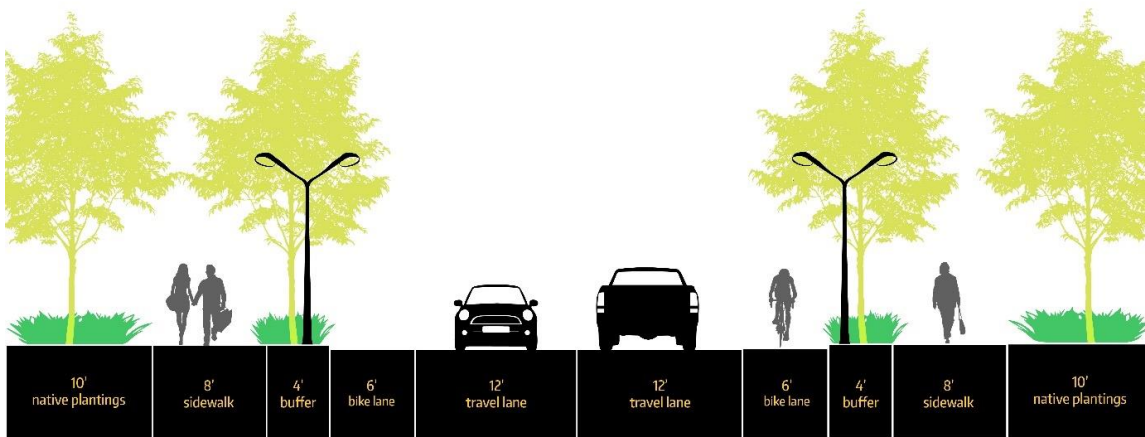 10'
native plantings
8'
sidewalk
4'
buffer
6'
bike lane
12'
travel lane
12'
travel lane
6'
bike lane
4'
buffer
8'
sidewalk
10'
native plantings